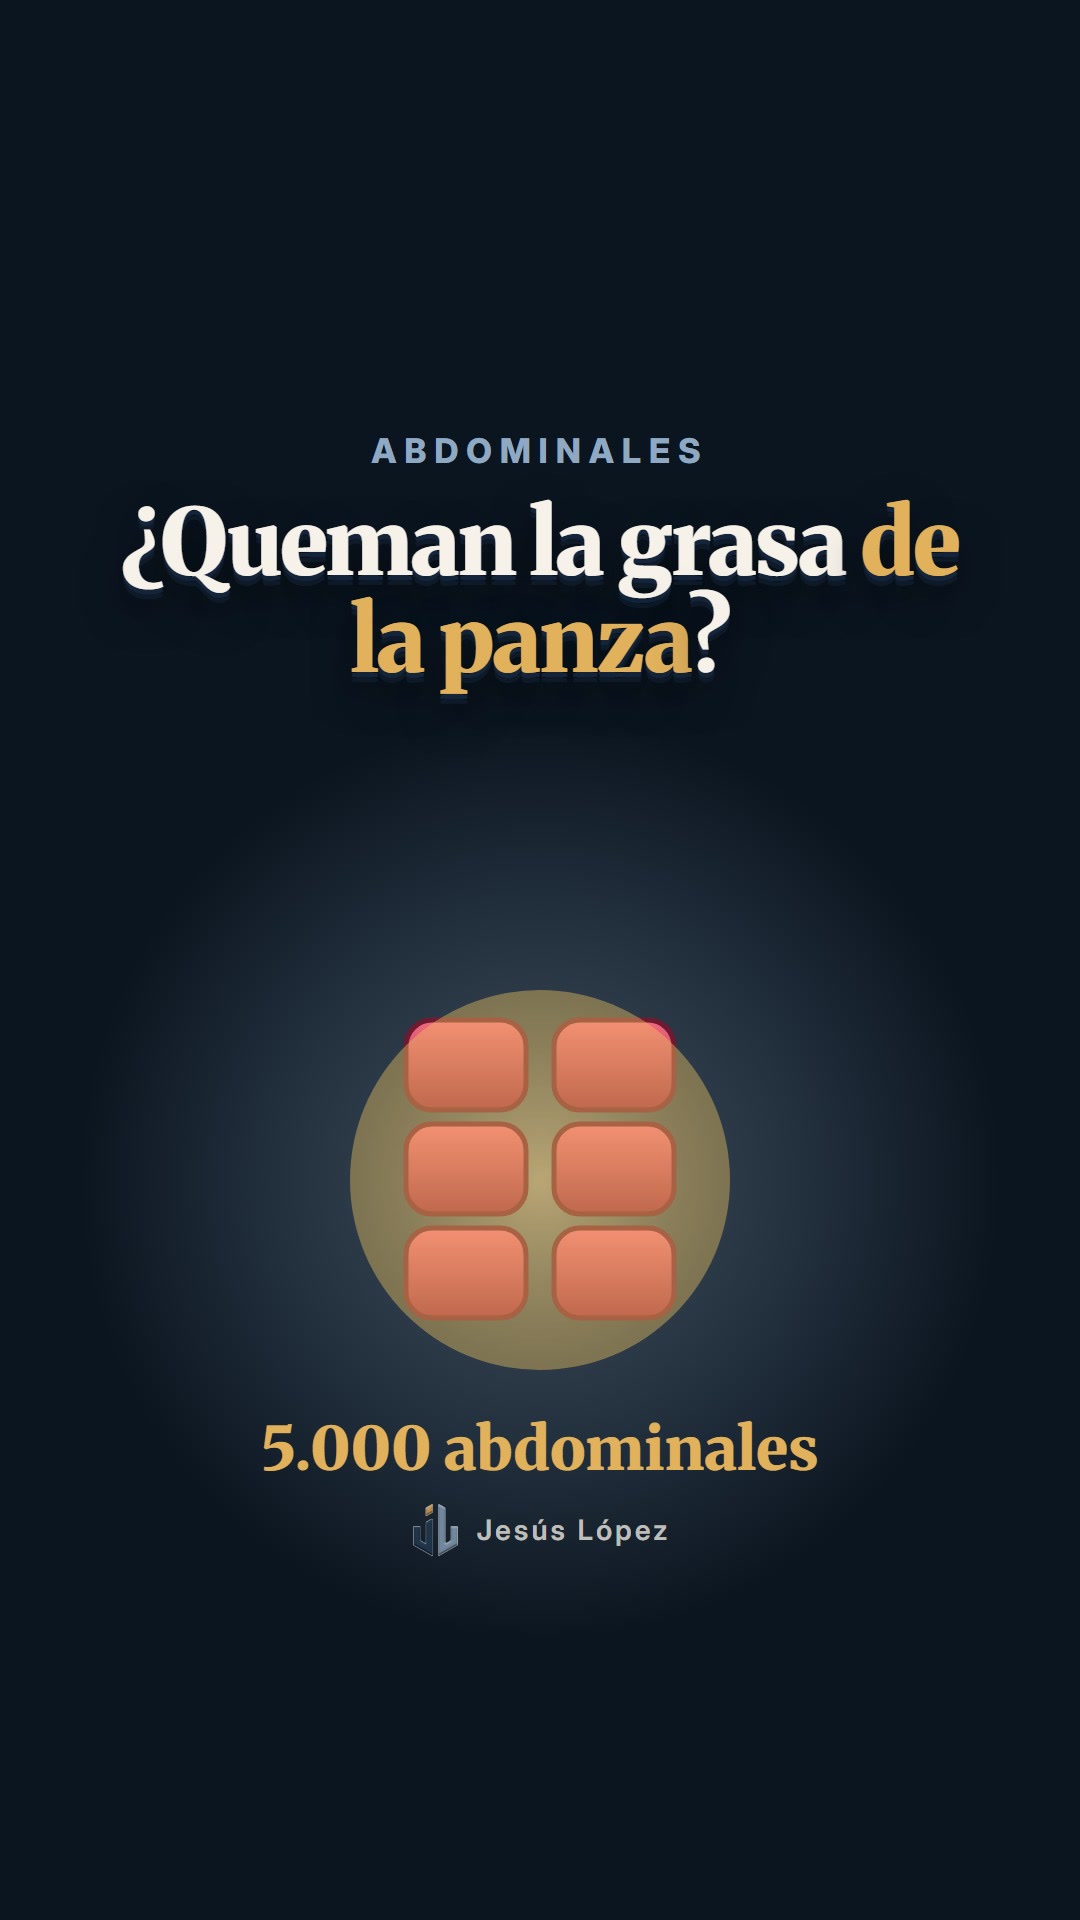 ABDOMINALES
¿Queman la grasa de
la panza?
5.000 abdominales
Jesús López